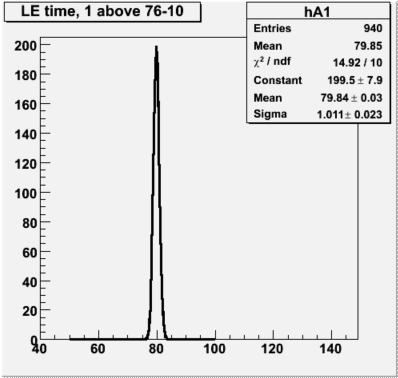 LE time, 1 above 76-10
hA1
Entries 940
Mean 79.85
χ² / ndf 14.92 / 10
Constant 199.5 ± 7.9
Mean 79.84 ± 0.03
Sigma 1.011± 0.023
200
180
160
140
120
100
80
60
40
20
0
40 60 80 100 120 140